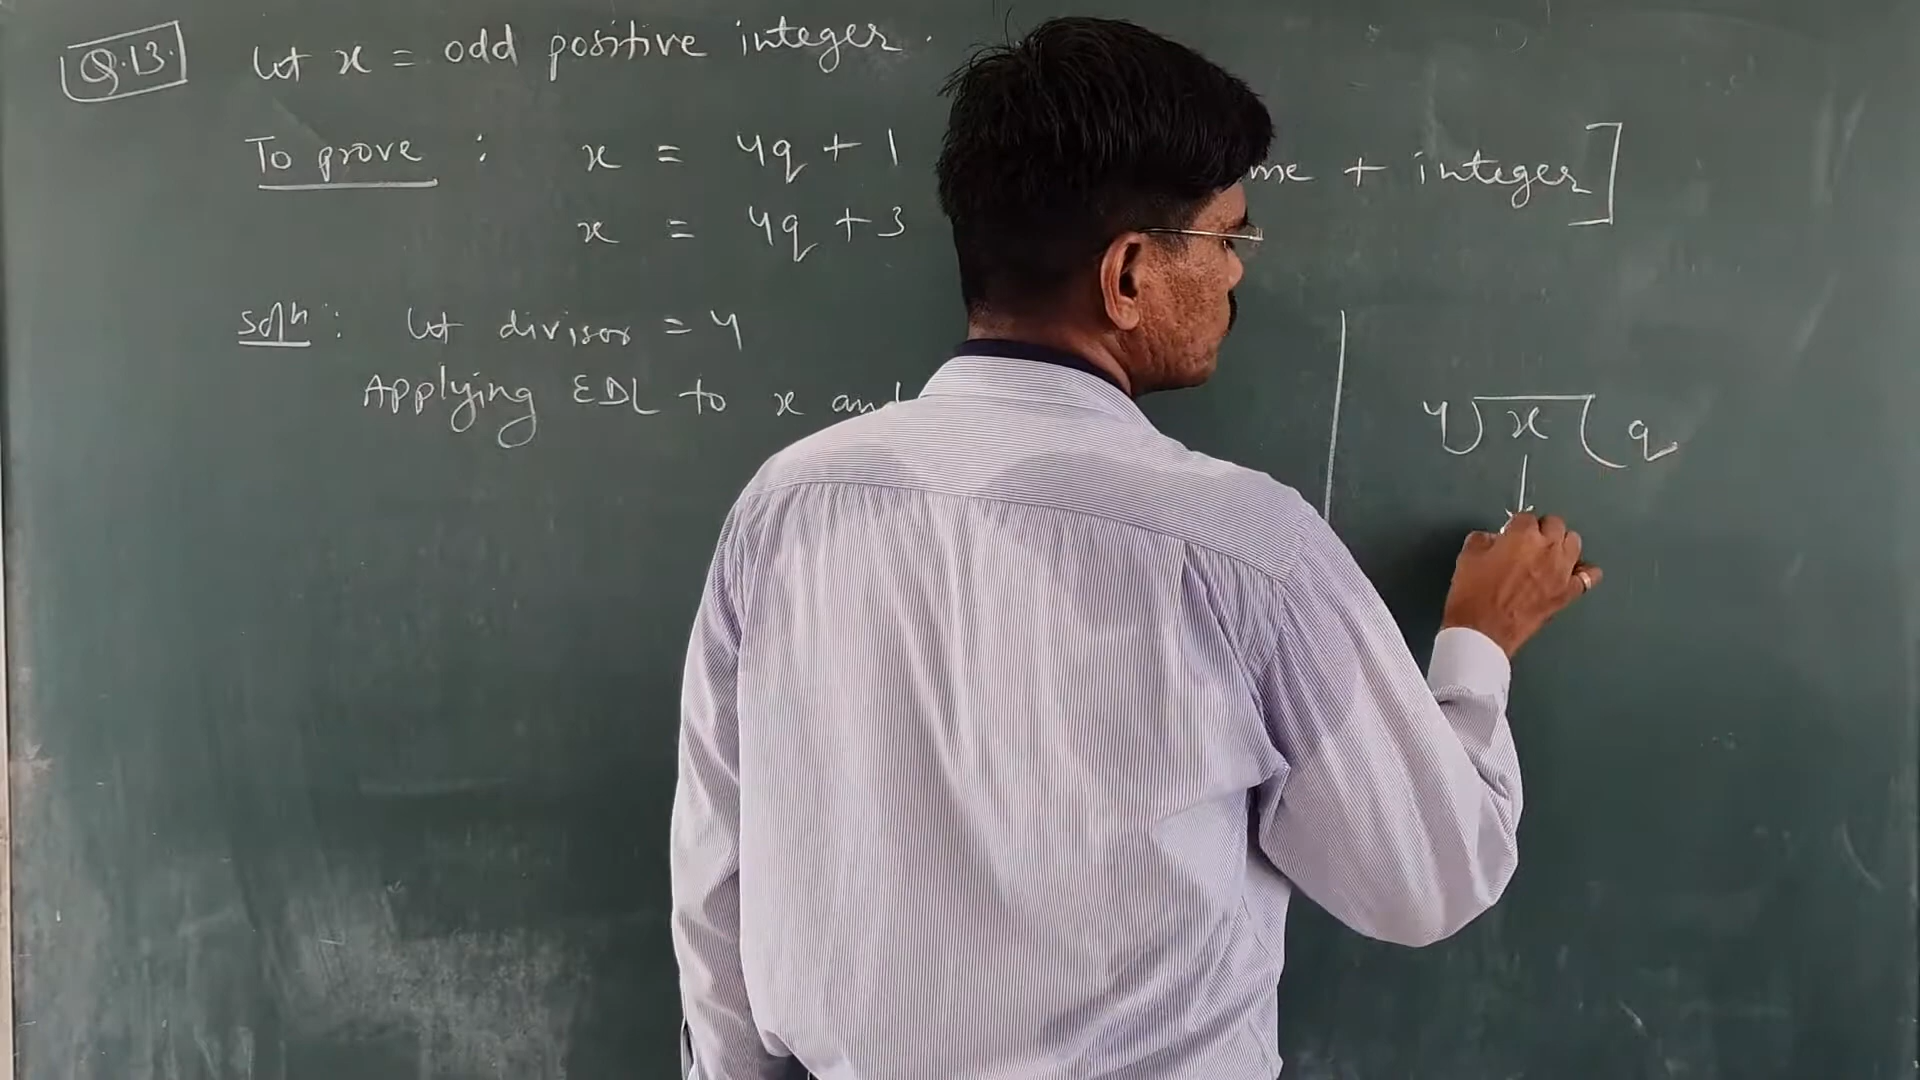 Q.13. Let x = odd positive integer.
To prove : x = 4q + 1
+ integer]
x = 4q + 3
Soln : Let divisor = 4
Applying EDL to x and
4 x q